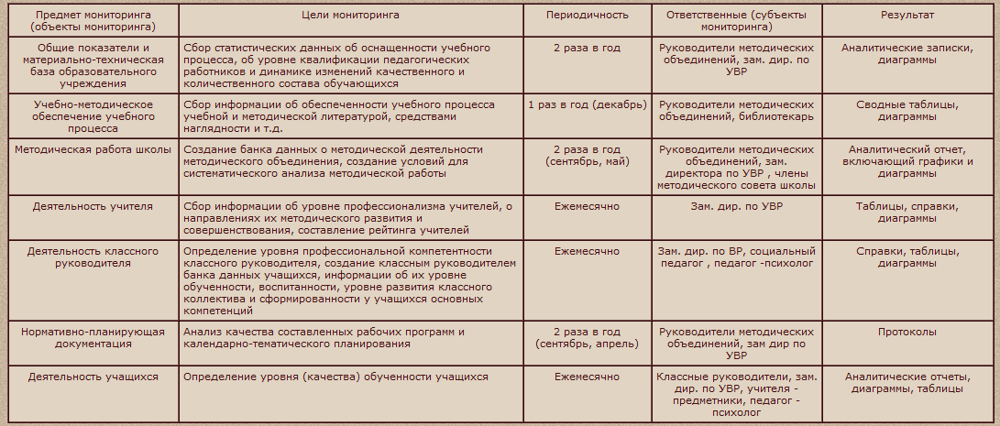 Предмет мониторинга
(объекты мониторинга)
Цели мониторинга
Периодичность
Ответственные (субъекты
мониторинга)
Результат
Общие показатели и
материально-техническая
база образовательного
учреждения
Сбор статистических данных об оснащенности учебного
процесса, об уровне квалификации педагогических
работников и динамике изменений качественного и
количественного состава обучающихся
2 раза в год
Руководители методических
объединений, зам. дир. по
УВР
Аналитические записки,
диаграммы
Учебно-методическое
обеспечение учебного
процесса
Сбор информации об обеспеченности учебного процесса
учебной и методической литературой, средствами
наглядности и т.д.
1 раз в год (декабрь)
Руководители методических
объединений, библиотекарь
Сводные таблицы,
диаграммы
Методическая работа школы
Создание банка данных о методической деятельности
методического объединения, создание условий для
систематического анализа методической работы
2 раза в год
(сентябрь, май)
Руководители методических
объединений, зам.
директора по УВР , члены
методического совета школы
Аналитический отчет,
включающий графики и
диаграммы
Деятельность учителя
Сбор информации об уровне профессионализма учителей, о
направлениях их методического развития и
совершенствования, составление рейтинга учителей
Ежемесячно
Зам. дир. по УВР
Таблицы, справки,
диаграммы
Деятельность классного
руководителя
Определение уровня профессиональной компетентности
классного руководителя, создание классным руководителем
банка данных учащихся, информации об их уровне
обученности, воспитанности, уровне развития классного
коллектива и сформированности у учащихся основных
компетенций
Ежемесячно
Зам. дир. по ВР, социальный
педагог , педагог -психолог
Справки, таблицы,
диаграммы
Нормативно-планирующая
документация
Анализ качества составленных рабочих программ и
календарно-тематического планирования
2 раза в год
(сентябрь, апрель)
Руководители методических
объединений, зам дир по
УВР
Протоколы
Деятельность учащихся
Определение уровня (качества) обученности учащихся
Ежемесячно
Классные руководители, зам.
дир. по УВР, учителя -
предметники, педагог -
психолог
Аналитические отчеты,
диаграммы, таблицы